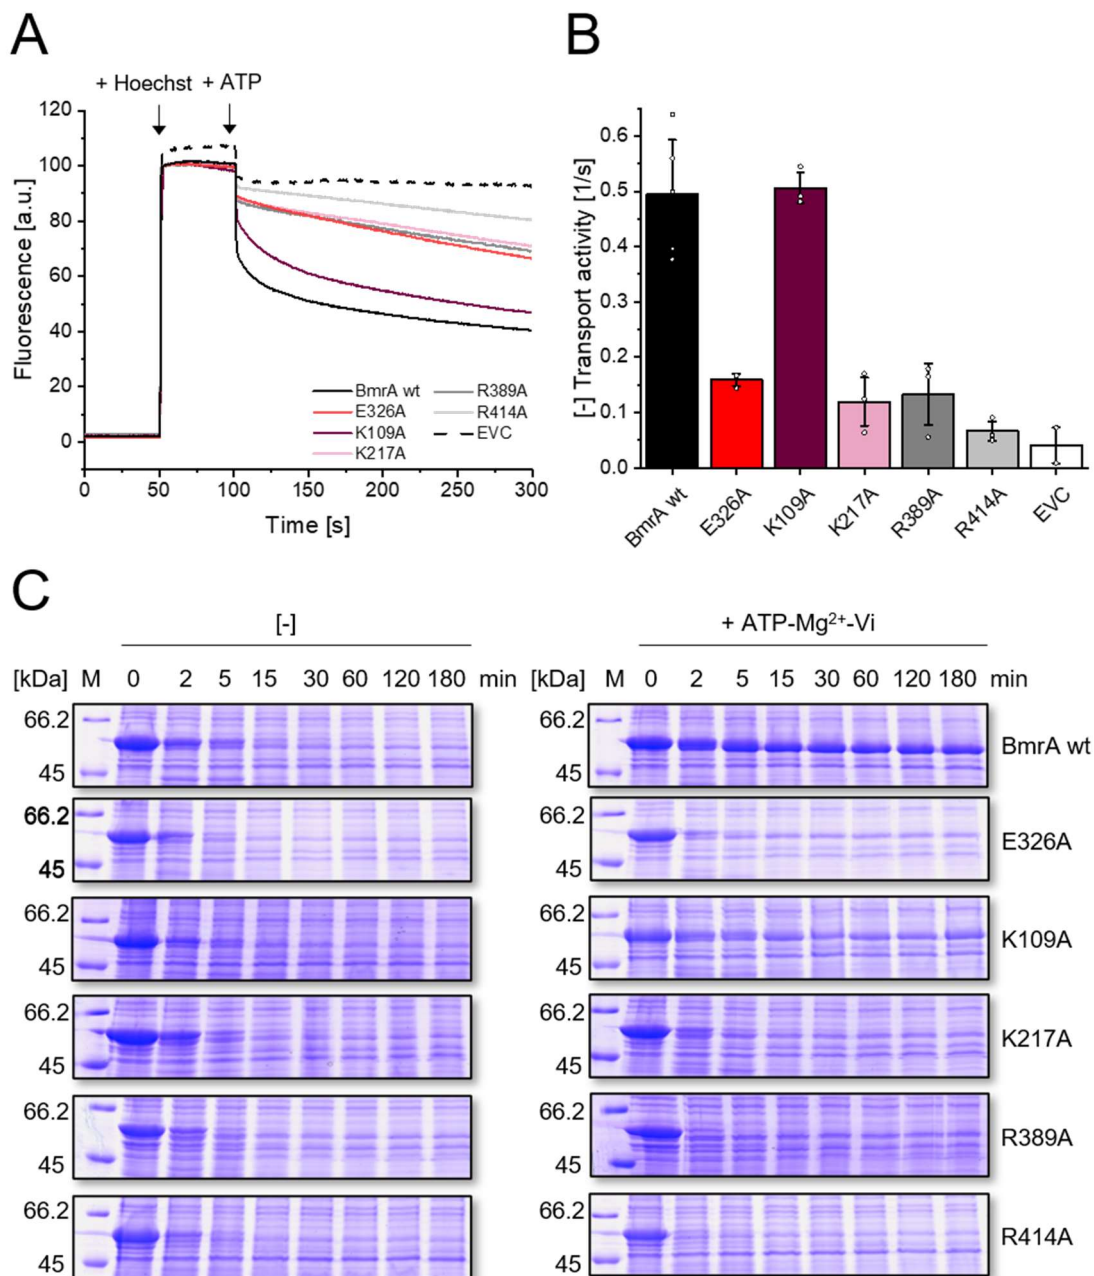 A
+ Hoechst + ATP
120
100
80
60
40
20
0
Fluorescence [a.u.]
BmrA wt
E326A
K109A
K217A
R389A
R414A
EVC
0 50 100 200 250 300
Time [s]
B
0.6
0.5
0.4
0.3
0.2
0.1
0.0
[-] Transport activity [1/s]
BmrA wt
E326A
K109A
K217A
R389A
R414A
EVC
C
[-]
+ ATP-Mg²⁺-Vi
[kDa] M 0 2 5 15 30 60 120 180 min
[kDa] M 0 2 5 15 30 60 120 180 min
66.2
45
66.2
45
BmrA wt
66.2
45
66.2
45
E326A
66.2
45
66.2
45
K109A
66.2
45
66.2
45
K217A
66.2
45
66.2
45
R389A
66.2
45
66.2
45
R414A